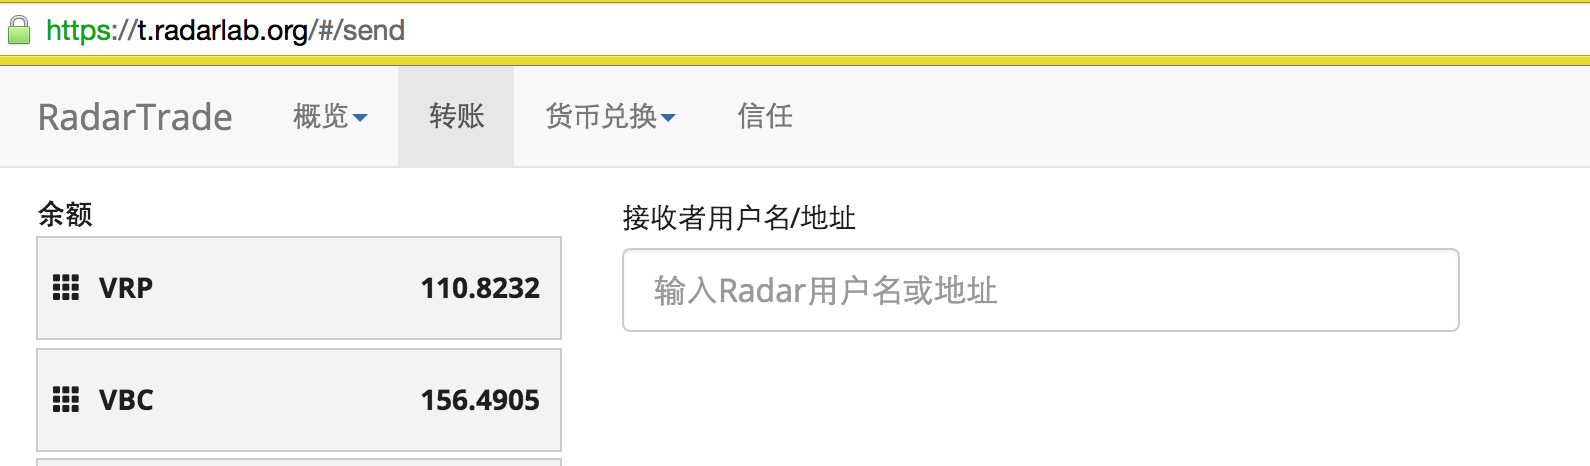 https://t.radarlab.org/#/send
RadarTrade 概览 转账 货币兑换 信任
余额
VRP 110.8232
VBC 156.4905
接收者用户名/地址
输入Radar用户名或地址